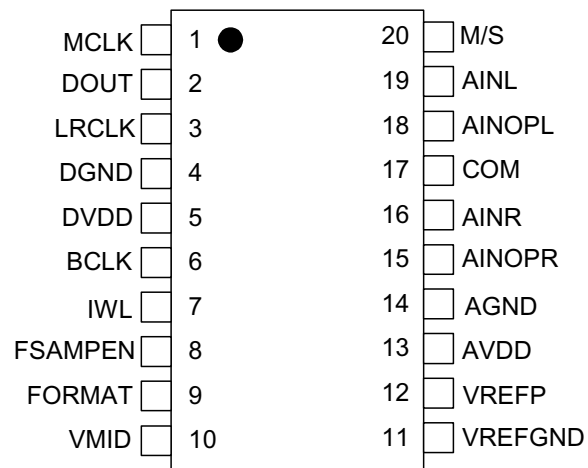 MCLK 1 20 M/S
DOUT 2 19 AINL
LRCLK 3 18 AINOPL
DGND 4 17 COM
DVDD 5 16 AINR
BCLK 6 15 AINOPR
IWL 7 14 AGND
FSAMPEN 8 13 AVDD
FORMAT 9 12 VREFP
VMID 10 11 VREFGND